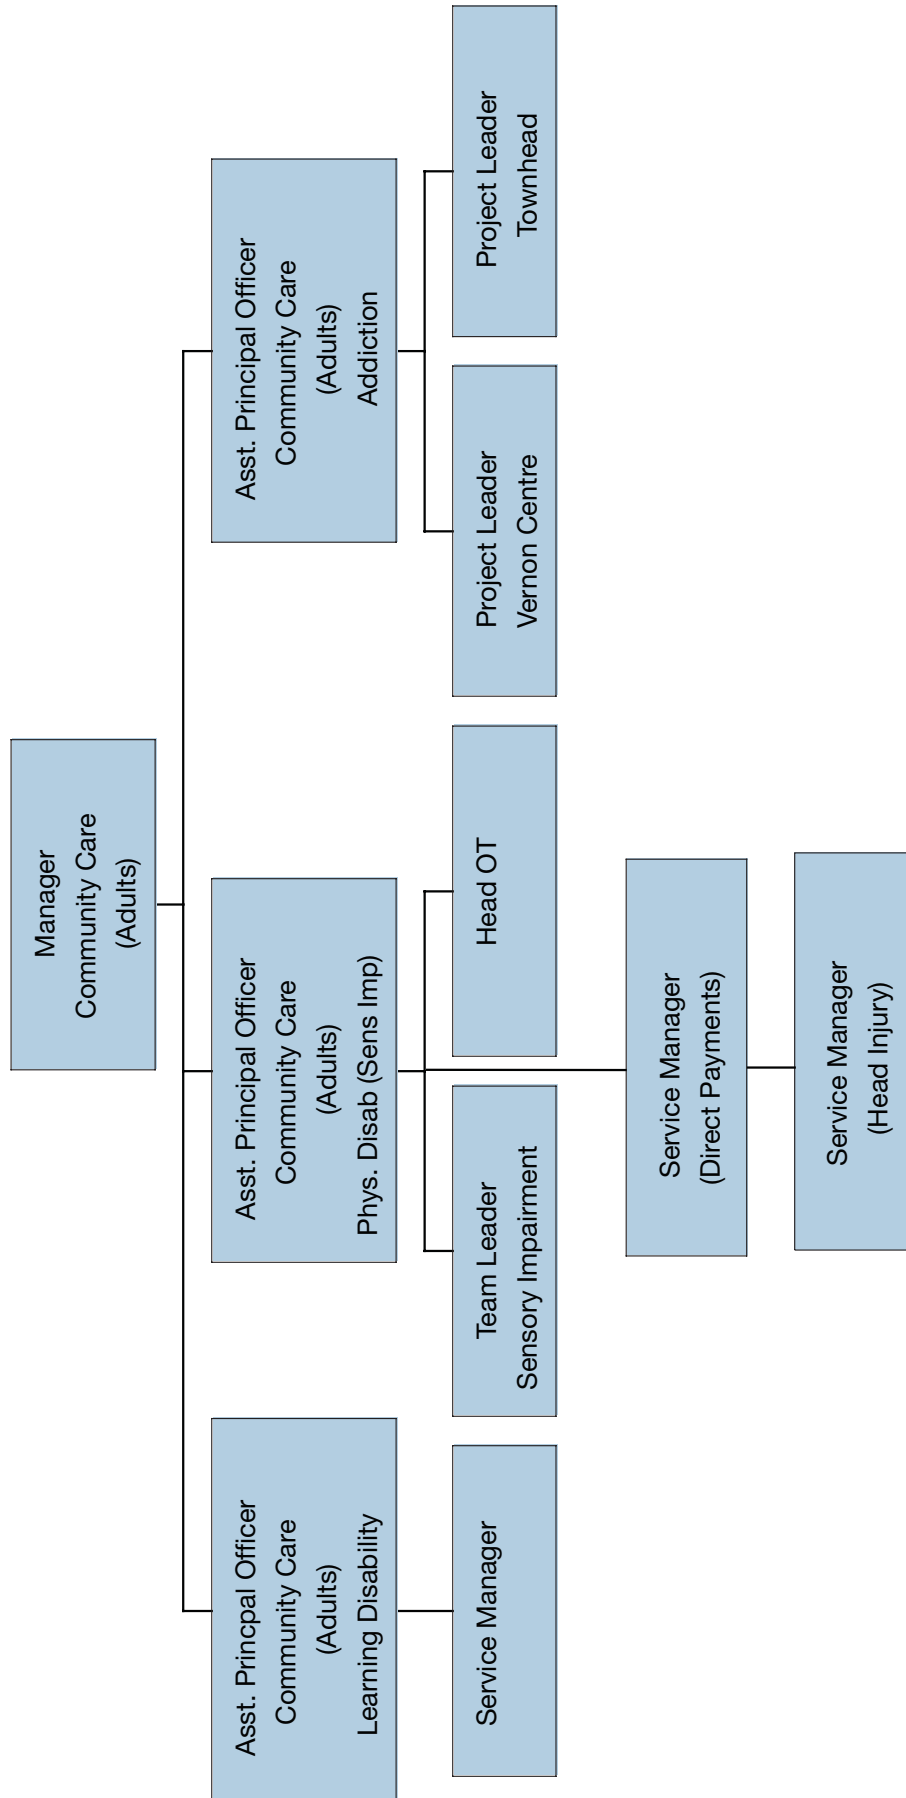 Manager
Community Care
(Adults)
Asst. Princpal Officer
Community Care
(Adults)
Learning Disability
Asst. Principal Officer
Community Care
(Adults)
Phys. Disab (Sens Imp)
Asst. Principal Officer
Community Care
(Adults)
Addiction
Service Manager
Team Leader
Sensory Impairment
Head OT
Project Leader
Vernon Centre
Project Leader
Townhead
Service Manager
(Direct Payments)
Service Manager
(Head Injury)